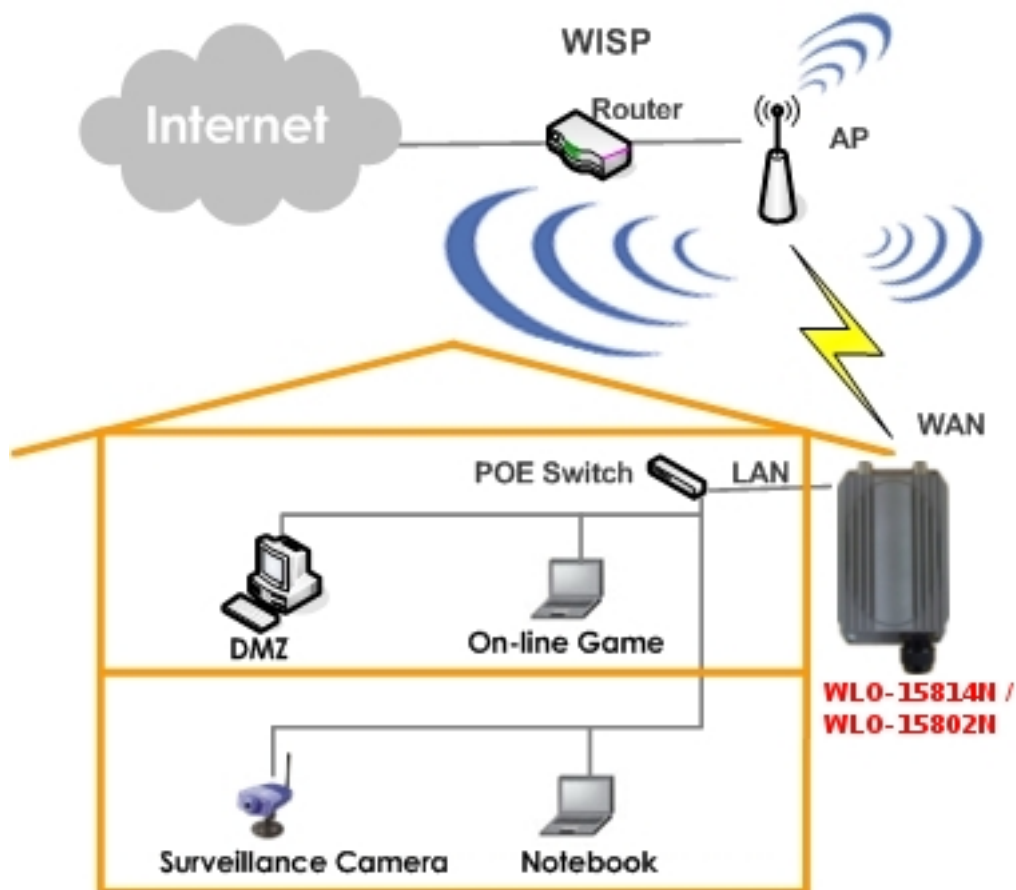 WISP
Internet
Router
AP
WAN
POE Switch
LAN
DMZ
On-line Game
WLO-15814N /
WLO-15802N
Surveillance Camera
Notebook